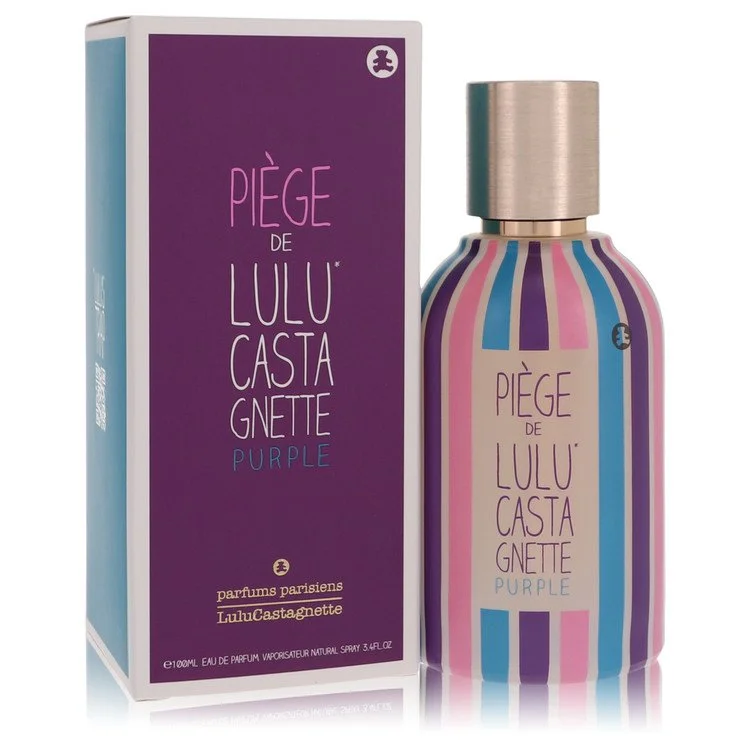 PIÈGE
DE
LULU*
CASTA
GNETTE
PURPLE
parfums parisiens
LuluCastagnette
℮100ML EAU DE PARFUM VAPORISATEUR NATURAL SPRAY 3.4FL.OZ
PIÈGE
DE
LULU*
CASTA
GNETTE
PURPLE